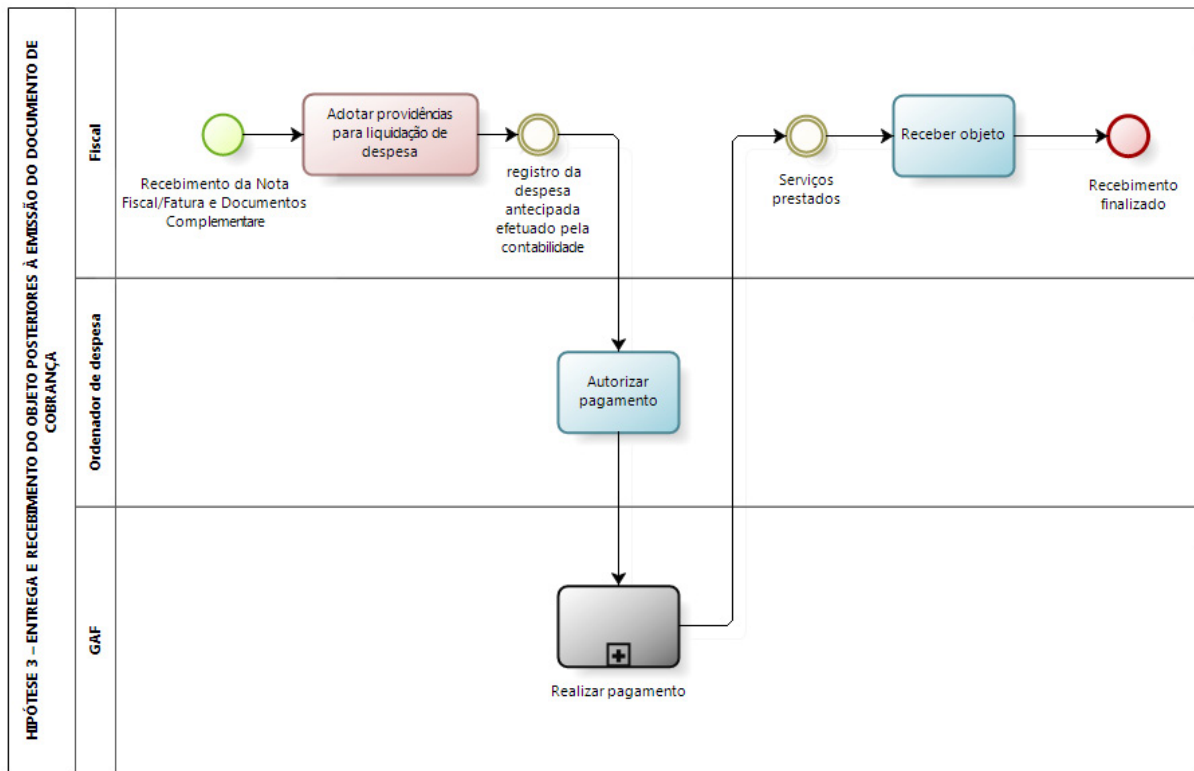 HIPÓTESE 3 – ENTREGA E RECEBIMENTO DO OBJETO POSTERIORES À EMISSÃO DO DOCUMENTO DE
COBRANÇA
Fiscal
Recebimento da Nota
Fiscal/Fatura e Documentos
Complementare
Adotar providências
para liquidação de
despesa
registro da
despesa
antecipada
efetuado pela
contabilidade
Serviços
prestados
Receber objeto
Recebimento
finalizado
Ordenador de despesa
Autorizar
pagamento
GAF
Realizar pagamento